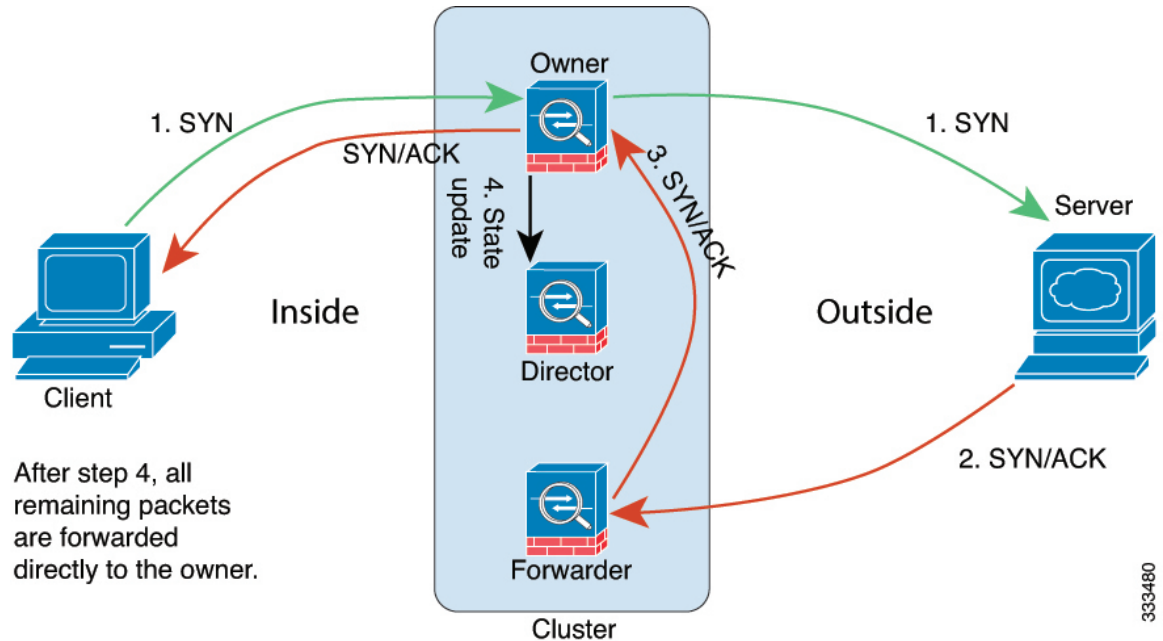 Owner
1. SYN
1. SYN
SYN/ACK
3. SYN/ACK
4. State
update
Server
Inside
Outside
Director
Client
2. SYN/ACK
After step 4, all
remaining packets
are forwarded
directly to the owner.
Forwarder
Cluster
333480